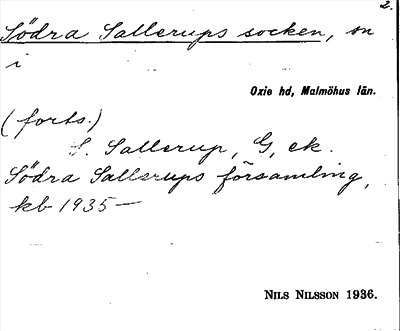 2.
Södra Sallerups socken, sn
i
Oxie hd, Malmöhus län.
(forts.)
S. Sallerup, G, ek.
Södra Sallerups församling,
kb 1935—
NILS NILSSON 1936.